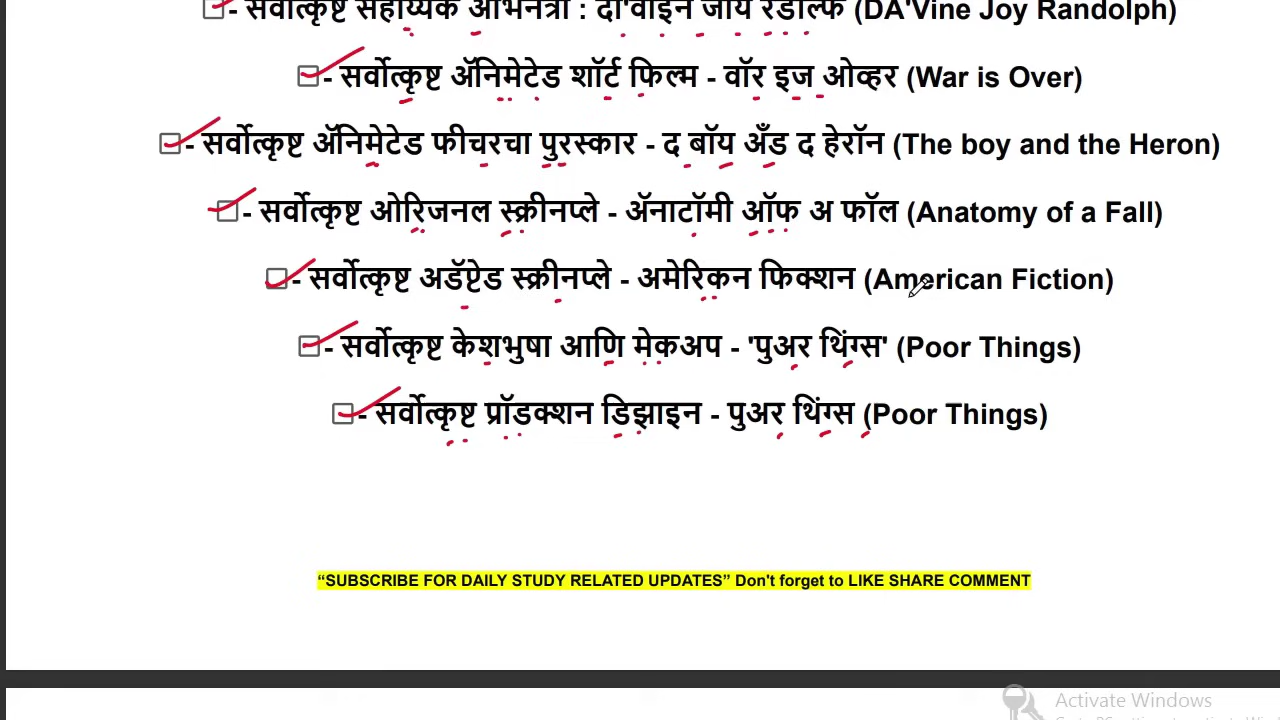 - सर्वोत्कृष्ट सहाय्यक अभिनेत्री : दा'वाइन जॉय रँडॉल्फ (DA'Vine Joy Randolph)
- सर्वोत्कृष्ट ॲनिमेटेड शॉर्ट फिल्म - वॉर इज ओव्हर (War is Over)
- सर्वोत्कृष्ट ॲनिमेटेड फीचरचा पुरस्कार - द बॉय अँड द हेरॉन (The boy and the Heron)
- सर्वोत्कृष्ट ओरिजनल स्क्रीनप्ले - ॲनाटॉमी ऑफ अ फॉल (Anatomy of a Fall)
- सर्वोत्कृष्ट अडॅप्टेड स्क्रीनप्ले - अमेरिकन फिक्शन (American Fiction)
- सर्वोत्कृष्ट केशभुषा आणि मेकअप - 'पुअर थिंग्स' (Poor Things)
- सर्वोत्कृष्ट प्रॉडक्शन डिझाइन - पुअर थिंग्स (Poor Things)
“SUBSCRIBE FOR DAILY STUDY RELATED UPDATES” Don't forget to LIKE SHARE COMMENT
Activate Windows